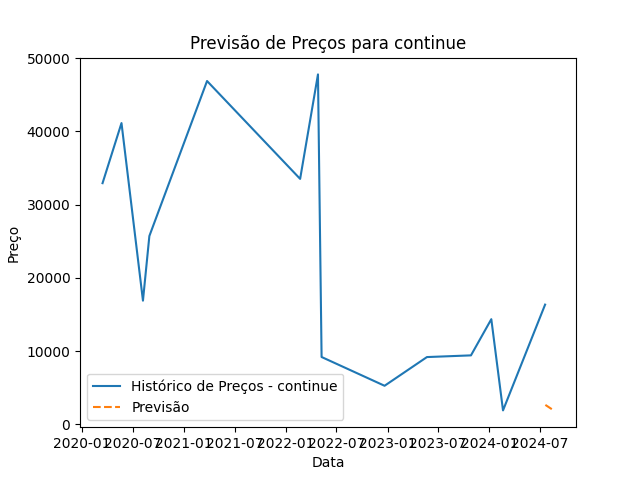 Previsão de Preços para continue
50000
40000
30000
20000
10000
0
Preço
Histórico de Preços - continue
Previsão
2020-01 2020-07 2021-01 2021-07 2022-01 2022-07 2023-01 2023-07 2024-01 2024-07
Data